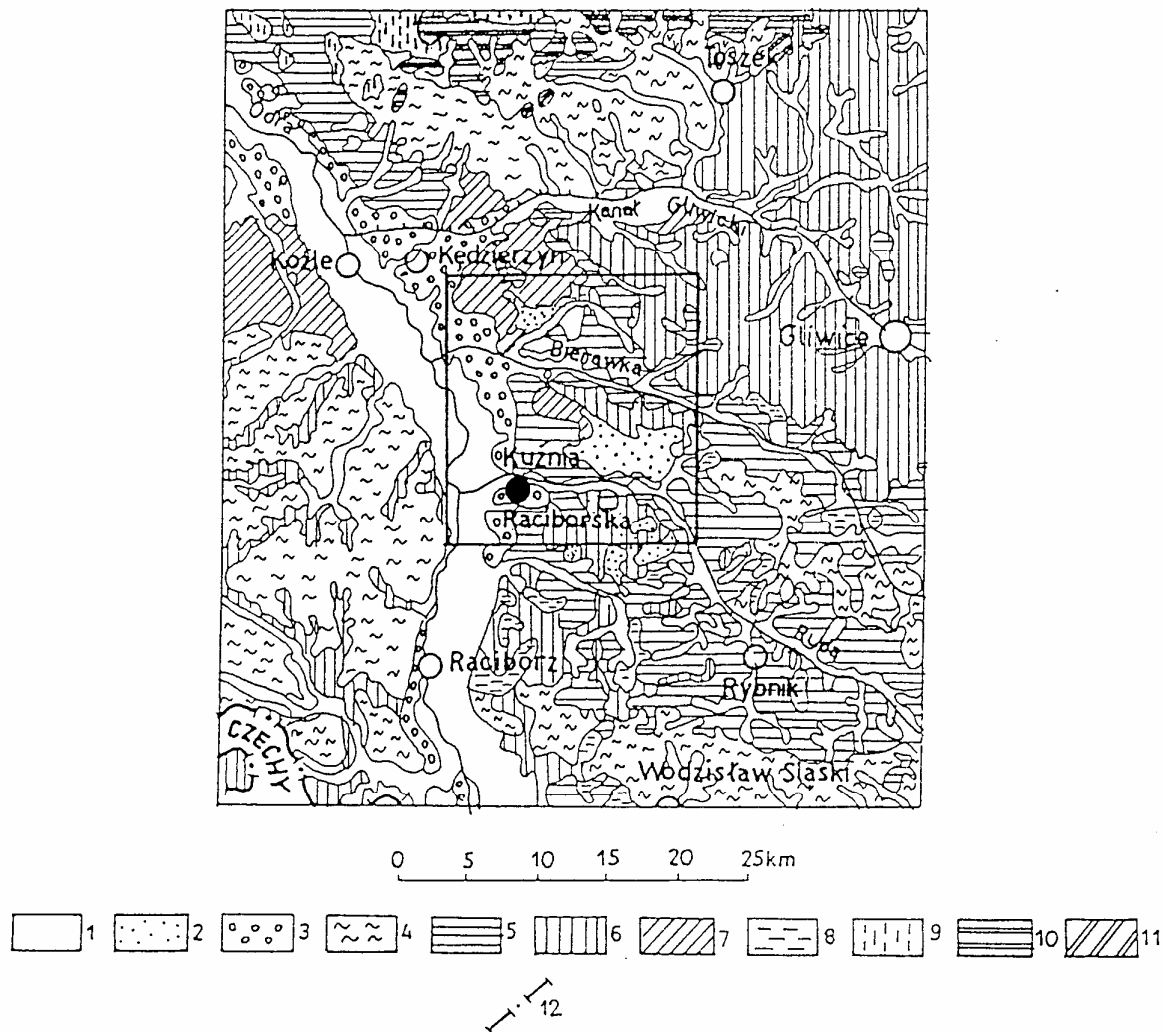 Toszek
Kanał Gliwicki
Koźle
Kędzierzyn
Gliwice
Bierawka
Kuźnia
Raciborska
Racibórz
Ruda
Rybnik
CZECHY
Wodzisław Śląski
0 5 10 15 20 25km
1 2 3 4 5 6 7 8 9 10 11
12